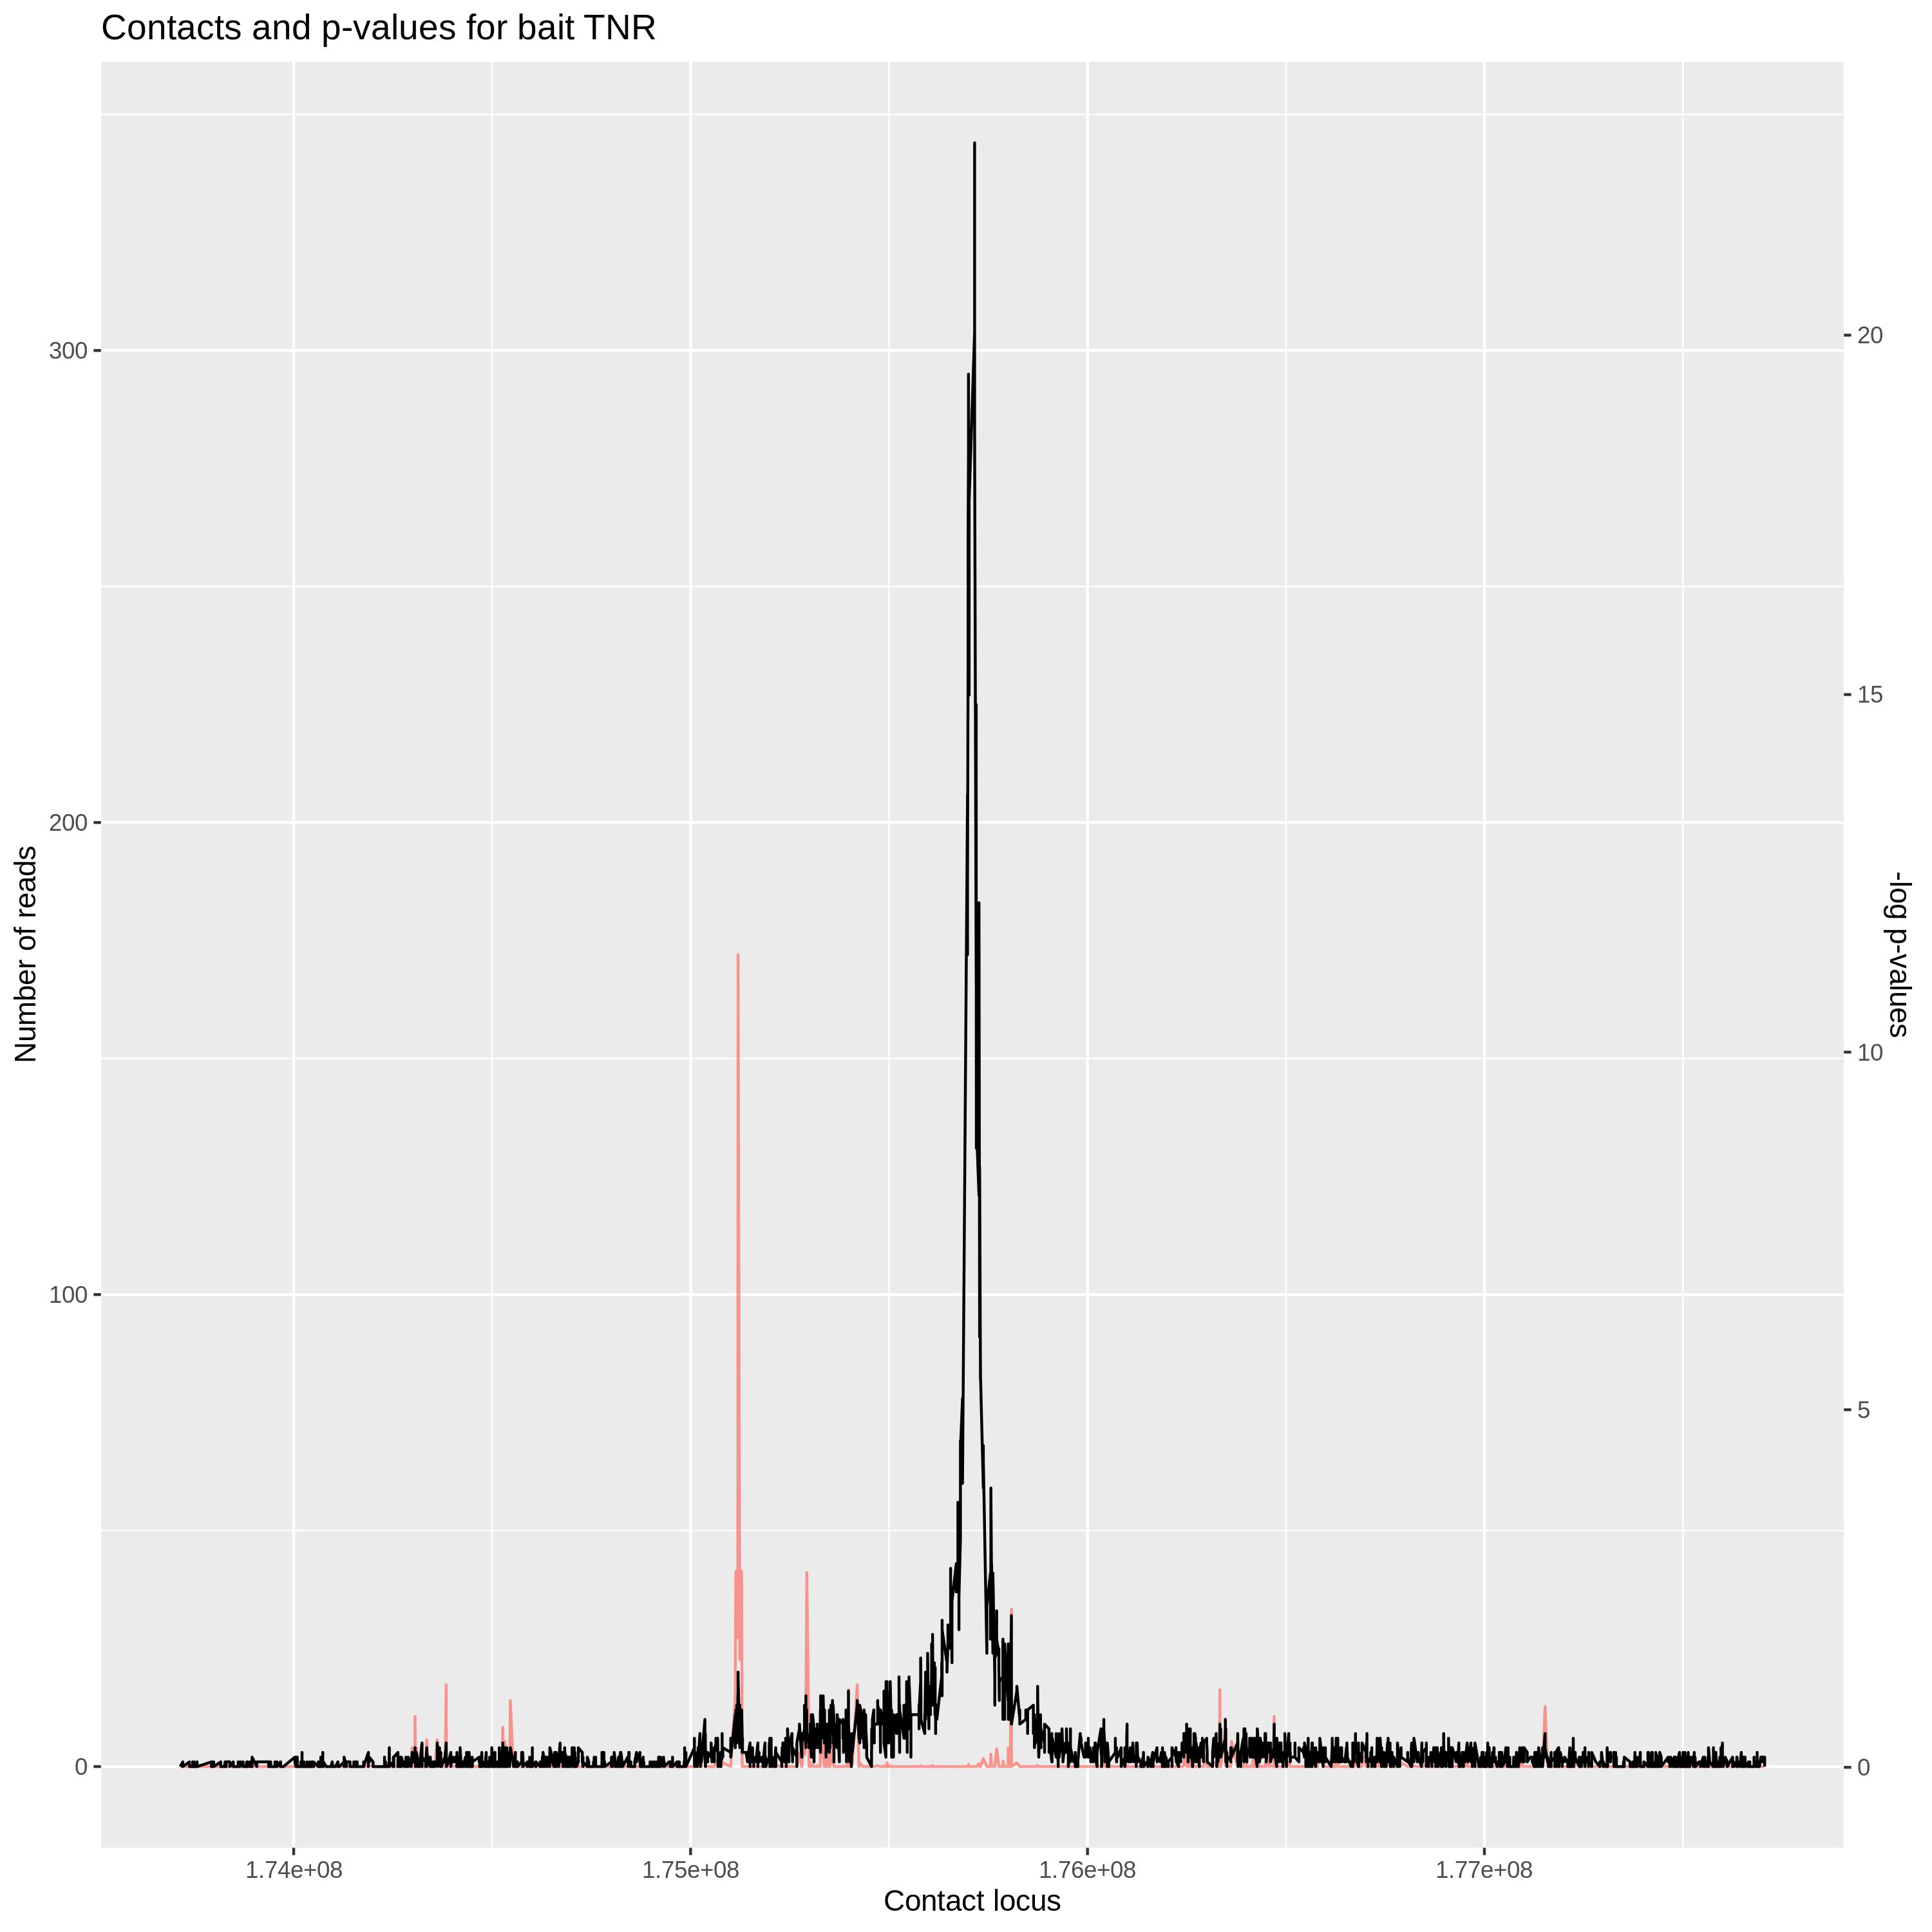 Contacts and p-values for bait TNR
300
200
100
0
Number of reads
20
15
10
5
0
-log p-values
1.74e+08
1.75e+08
1.76e+08
1.77e+08
Contact locus